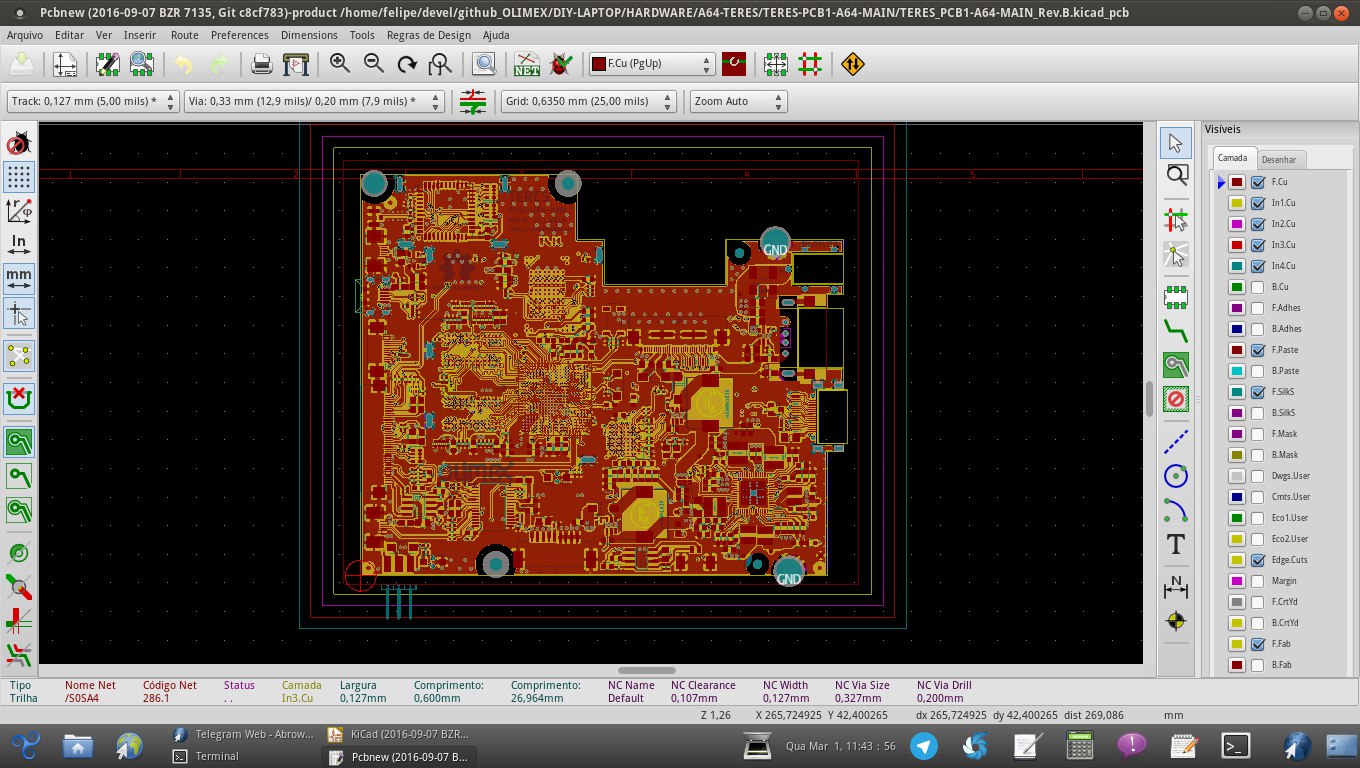 Pcbnew (2016-09-07 BZR 7135, Git c8cf783)-product /home/felipe/devel/github_OLIMEX/DIY-LAPTOP/HARDWARE/A64-TERES/TERES-PCB1-A64-MAIN/TERES_PCB1-A64-MAIN_Rev.B.kicad_pcb
Arquivo Editar Ver Inserir Route Preferences Dimensions Tools Regras de Design Ajuda
NET F.Cu (PgUp)
Track: 0,127 mm (5,00 mils) * Via: 0,33 mm (12,9 mils)/ 0,20 mm (7,9 mils) * Grid: 0,6350 mm (25,00 mils) Zoom Auto
Visíveis
Camada Desenhar
F.Cu
In1.Cu
In2.Cu
In3.Cu
In4.Cu
B.Cu
F.Adhes
B.Adhes
F.Paste
B.Paste
F.SilkS
B.SilkS
F.Mask
B.Mask
Dwgs.User
Cmts.User
Eco1.User
Eco2.User
Edge.Cuts
Margin
F.CrtYd
B.CrtYd
F.Fab
B.Fab
In
mm
1 2 4 5
GND
GND
T
N
Tipo Nome Net Código Net Status Camada Largura Comprimento: Comprimento: NC Name NC Clearance NC Width NC Via Size NC Via Drill
Trilha /S0SA4 286.1 . . In3.Cu 0,127mm 0,600mm 26,964mm Default 0,107mm 0,127mm 0,327mm 0,200mm
Z 1,26 X 265,724925 Y 42,400265 dx 265,724925 dy 42,400265 dist 269,086 mm
Telegram Web - Abrow... KiCad (2016-09-07 BZR...
Terminal Pcbnew (2016-09-07 B...
Qua Mar 1, 11:43 : 56